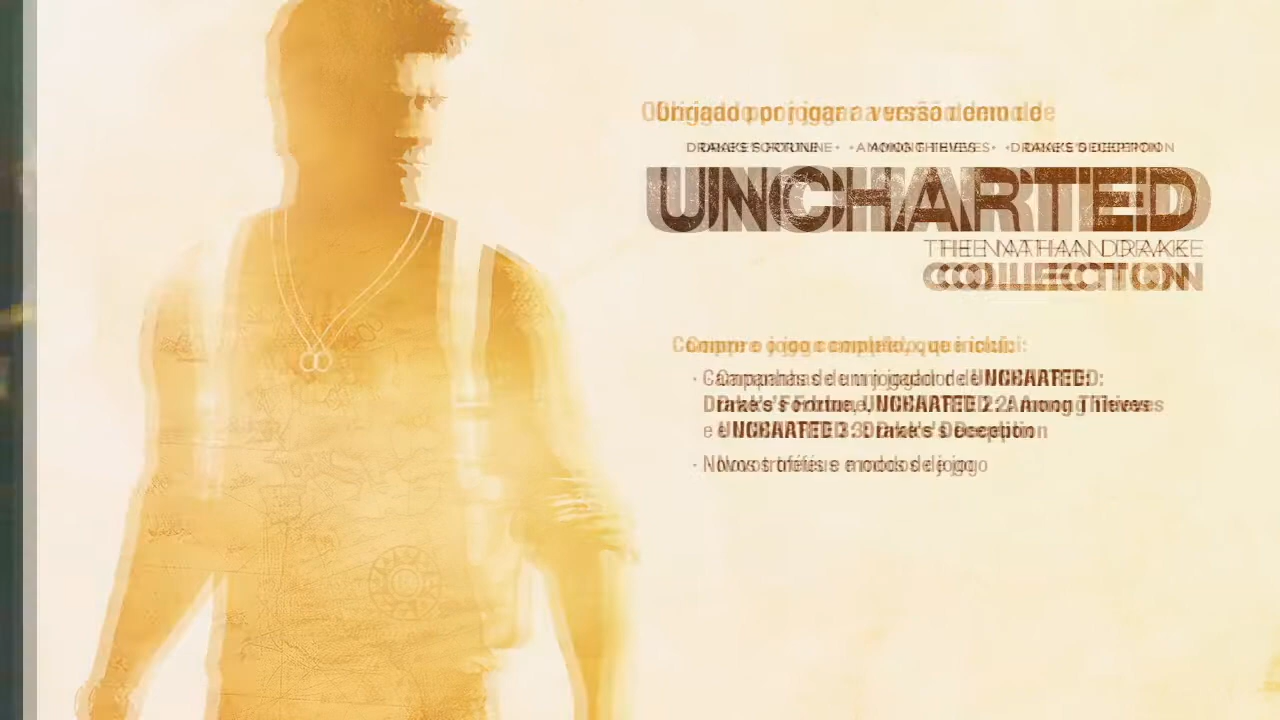 Obrigado por jogar a versão demo de
DRAKE'S FORTUNE • AMONG THIEVES • DRAKE'S DECEPTION
UNCHARTED
THE NATHAN DRAKE
COLLECTION
Compre o jogo completo, que inclui:
· Campanhas de um jogador de UNCHARTED:
Drake's Fortune, UNCHARTED 2: Among Thieves
e UNCHARTED 3: Drake's Deception
· Novos troféus e modos de jogo